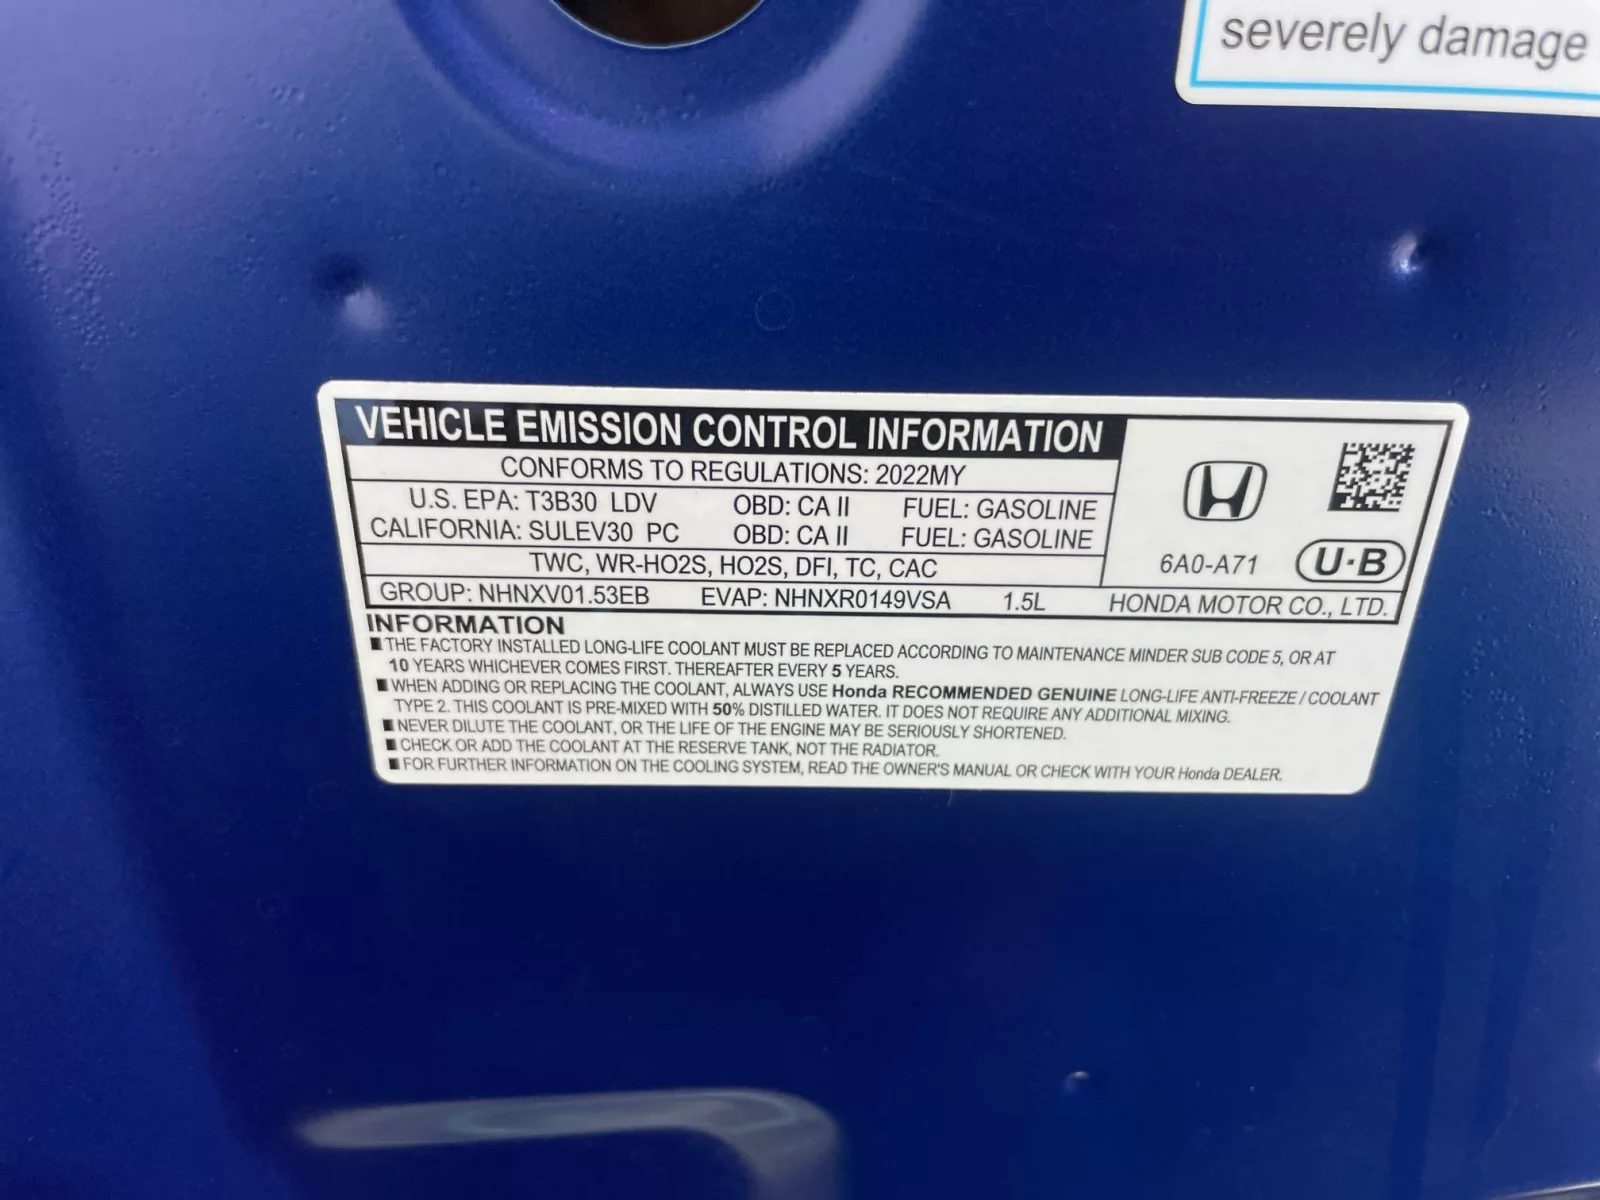 severely damage
VEHICLE EMISSION CONTROL INFORMATION
CONFORMS TO REGULATIONS: 2022MY
U.S. EPA: T3B30 LDV OBD: CA II FUEL: GASOLINE
CALIFORNIA: SULEV30 PC OBD: CA II FUEL: GASOLINE
TWC, WR-HO2S, HO2S, DFI, TC, CAC
6A0-A71 U·B
GROUP: NHNXV01.53EB EVAP: NHNXR0149VSA 1.5L HONDA MOTOR CO., LTD.
INFORMATION
■ THE FACTORY INSTALLED LONG-LIFE COOLANT MUST BE REPLACED ACCORDING TO MAINTENANCE MINDER SUB CODE 5, OR AT
10 YEARS WHICHEVER COMES FIRST. THEREAFTER EVERY 5 YEARS.
■ WHEN ADDING OR REPLACING THE COOLANT, ALWAYS USE Honda RECOMMENDED GENUINE LONG-LIFE ANTI-FREEZE / COOLANT
TYPE 2. THIS COOLANT IS PRE-MIXED WITH 50% DISTILLED WATER. IT DOES NOT REQUIRE ANY ADDITIONAL MIXING.
■ NEVER DILUTE THE COOLANT, OR THE LIFE OF THE ENGINE MAY BE SERIOUSLY SHORTENED.
■ CHECK OR ADD THE COOLANT AT THE RESERVE TANK, NOT THE RADIATOR.
■ FOR FURTHER INFORMATION ON THE COOLING SYSTEM, READ THE OWNER'S MANUAL OR CHECK WITH YOUR Honda DEALER.